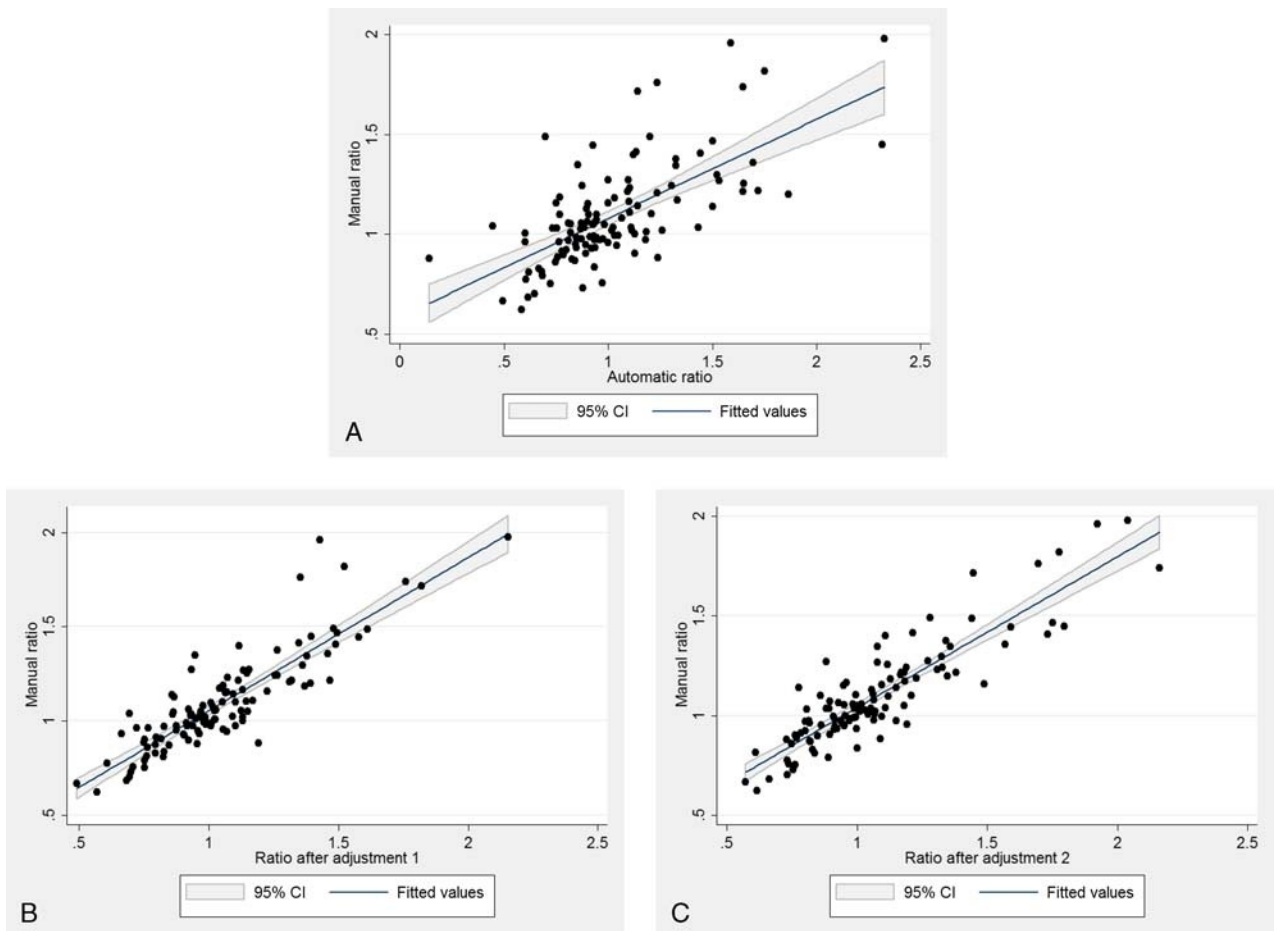 2
1.5
1
.5
Manual ratio
0 .5 1 1.5 2 2.5
Automatic ratio
95% CI Fitted values
A
2
1.5
1
.5
Manual ratio
.5 1 1.5 2 2.5
Ratio after adjustment 1
95% CI Fitted values
B
2
1.5
1
.5
Manual ratio
.5 1 1.5 2 2.5
Ratio after adjustment 2
95% CI Fitted values
C